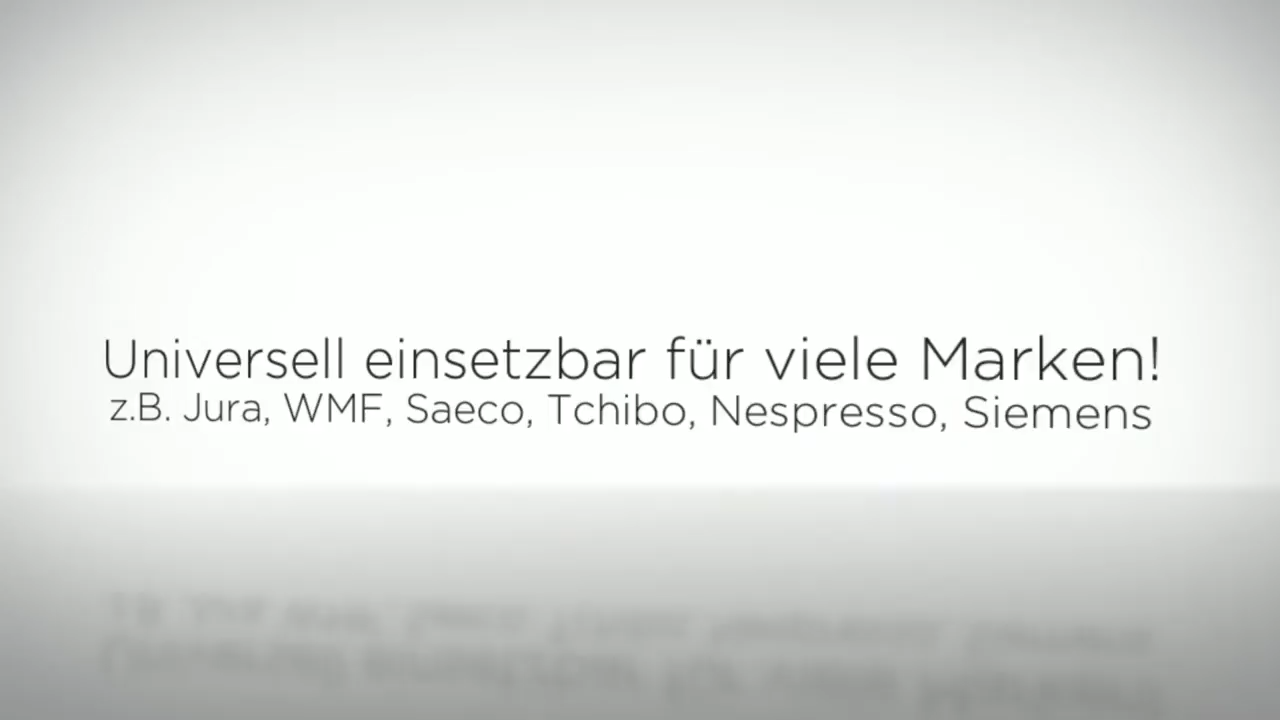 Universell einsetzbar für viele Marken!
z.B. Jura, WMF, Saeco, Tchibo, Nespresso, Siemens